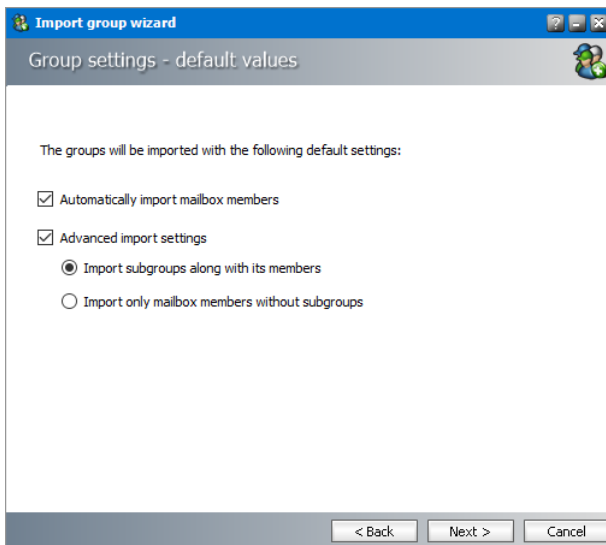 Import group wizard
Group settings - default values
The groups will be imported with the following default settings:
Automatically import mailbox members
Advanced import settings
Import subgroups along with its members
Import only mailbox members without subgroups
< Back Next > Cancel